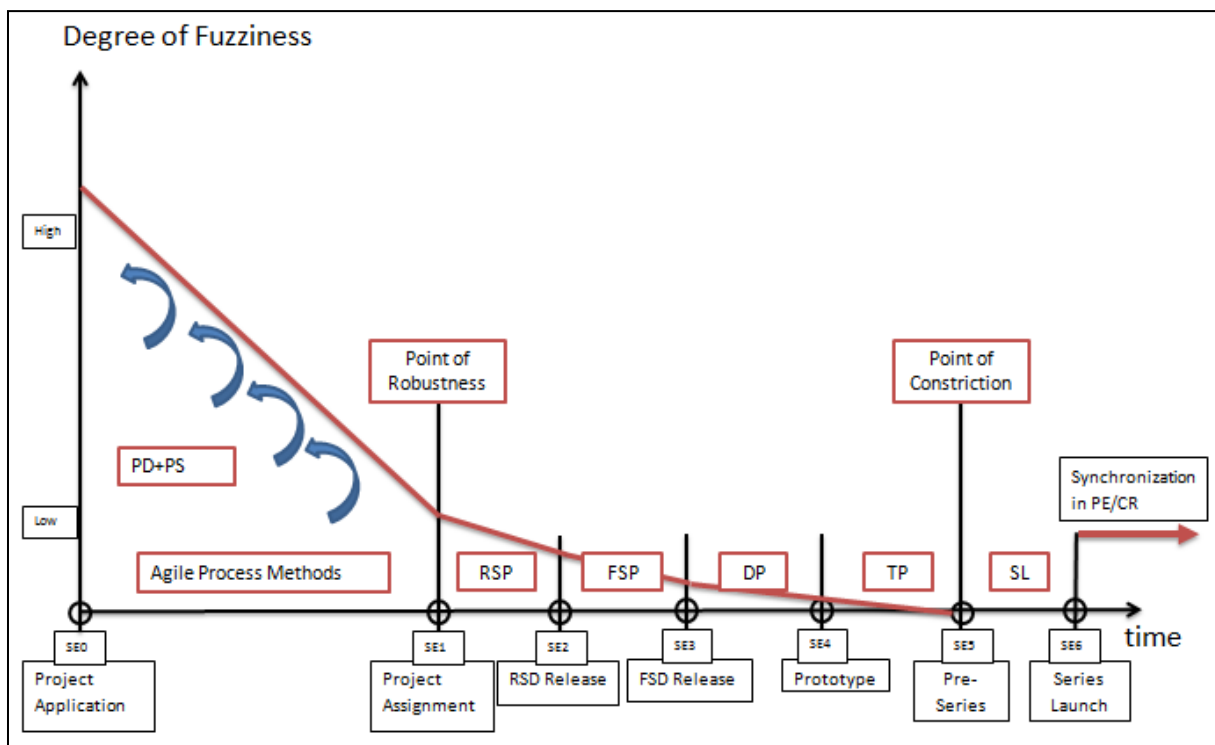 Degree of Fuzziness
High
Point of
Robustness
Point of
Constriction
PD+PS
Synchronization
in PE/CR
Low
Agile Process Methods
RSP
FSP
DP
TP
SL
time
SE0
SE1
SE2
SE3
SE4
SE5
SE6
Project
Application
Project
Assignment
RSD Release
FSD Release
Prototype
Pre-
Series
Series
Launch